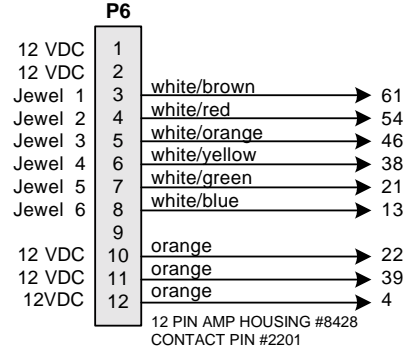 P6
12 VDC 1
12 VDC 2
Jewel 1 3 white/brown 61
Jewel 2 4 white/red 54
Jewel 3 5 white/orange 46
Jewel 4 6 white/yellow 38
Jewel 5 7 white/green 21
Jewel 6 8 white/blue 13
9
12 VDC 10 orange 22
12 VDC 11 orange 39
12VDC 12 orange 4
12 PIN AMP HOUSING #8428
CONTACT PIN #2201